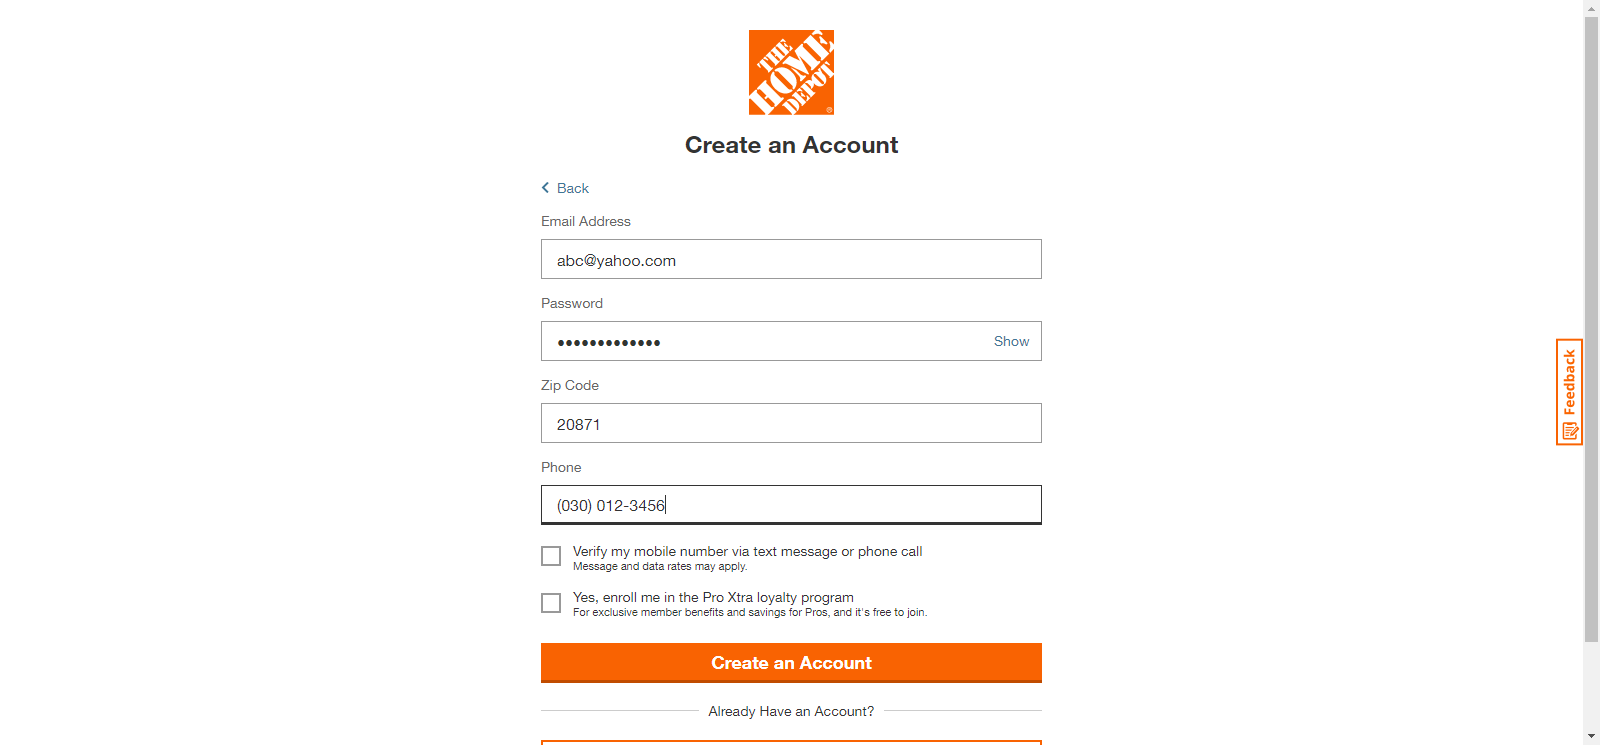 THE
HOME
DEPOT
®
Create an Account
Back
Email Address
abc@yahoo.com
Password
•••••••••••••
Show
Zip Code
20871
Phone
(030) 012-3456
Verify my mobile number via text message or phone call
Message and data rates may apply.
Yes, enroll me in the Pro Xtra loyalty program
For exclusive member benefits and savings for Pros, and it's free to join.
Create an Account
Already Have an Account?
Feedback